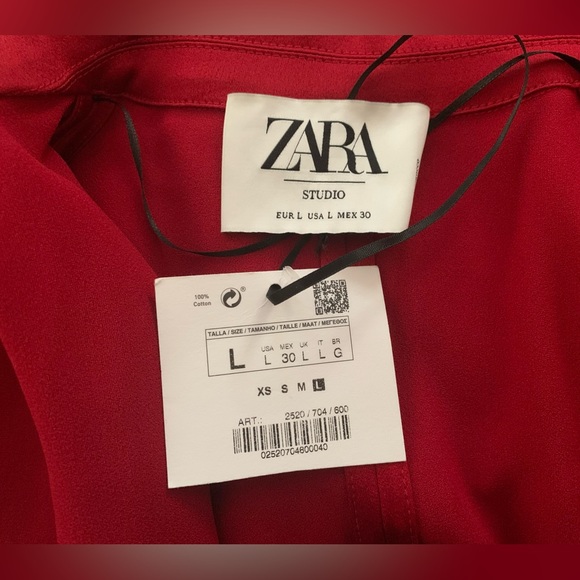 ZARA
STUDIO
EUR L USA L MEX 30
100%
Cotton
®
TALLA / SIZE / TAMANHO / TAILLE / MAAT / ΜΕΓΕΘΟΣ
L
USA MEX UK IT BR
L 30 L L G
XS S M L
ART.: 2520 / 704 / 600
02520704600040